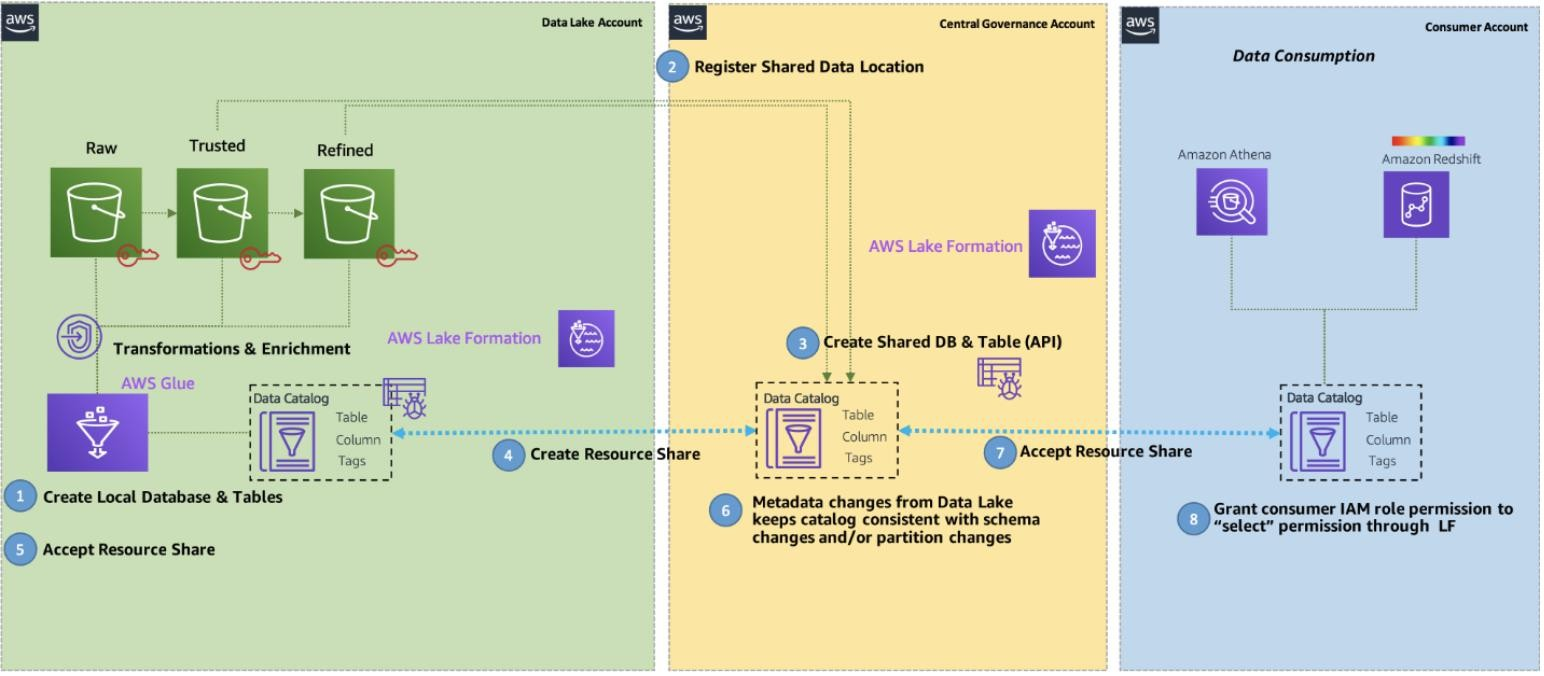 aws
Data Lake Account
Raw
Trusted
Refined
Transformations & Enrichment
AWS Lake Formation
AWS Glue
Data Catalog
Table
Column
Tags
1 Create Local Database & Tables
5 Accept Resource Share
4 Create Resource Share
aws
Central Governance Account
2 Register Shared Data Location
AWS Lake Formation
3 Create Shared DB & Table (API)
Data Catalog
Table
Column
Tags
7 Accept Resource Share
6 Metadata changes from Data Lake
keeps catalog consistent with schema
changes and/or partition changes
aws
Consumer Account
Data Consumption
Amazon Athena
Amazon Redshift
Data Catalog
Table
Column
Tags
8 Grant consumer IAM role permission to
“select” permission through LF